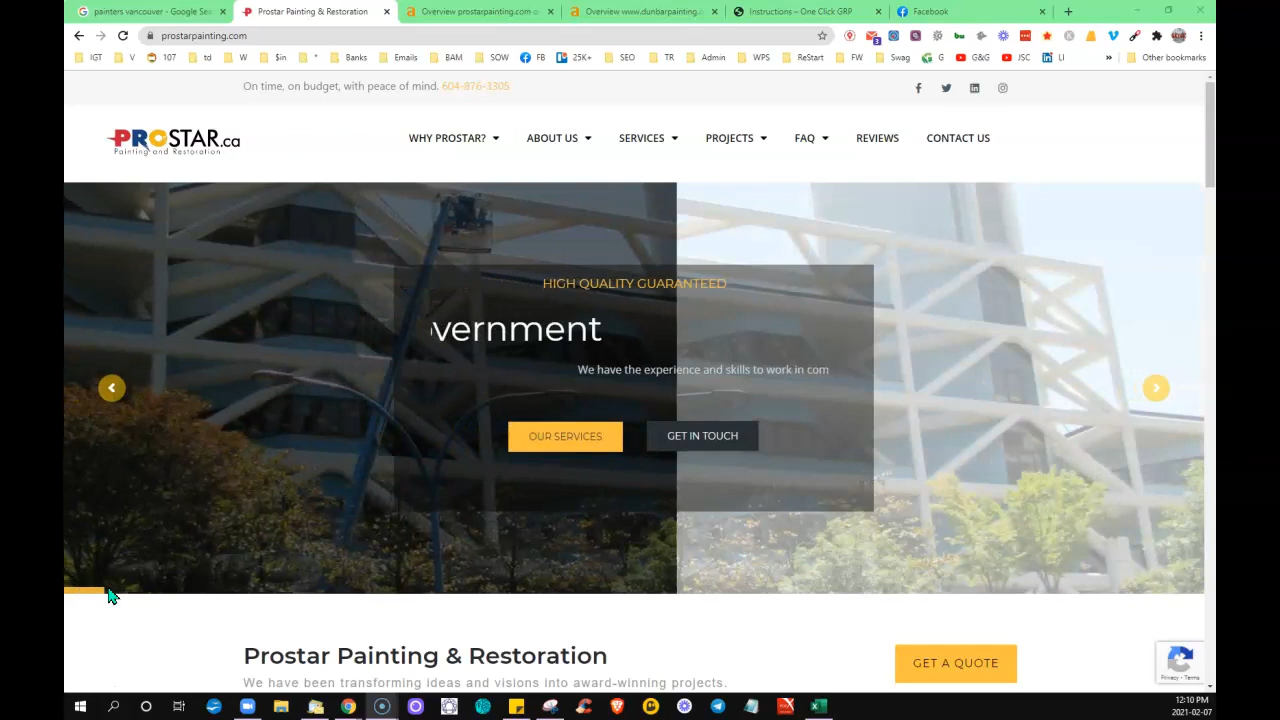 painters vancouver - Google Sea
Prostar Painting & Restoration
Overview prostarpainting.com o
Overview www.dunbarpainting.
Instructions – One Click GRP
Facebook
prostarpainting.com
IGT
V
107
td
W
$in
*
Banks
Emails
BAM
SOW
FB
25K+
SEO
TR
Admin
WPS
ReStart
FW
Swag
G
G&G
JSC
LI
Other bookmarks
On time, on budget, with peace of mind. 604-876-3305
PROSTAR.ca
Painting and Restoration
WHY PROSTAR?
ABOUT US
SERVICES
PROJECTS
FAQ
REVIEWS
CONTACT US
HIGH QUALITY GUARANTEED
overnment
We have the experience and skills to work in com
OUR SERVICES
GET IN TOUCH
Prostar Painting & Restoration
We have been transforming ideas and visions into award-winning projects.
GET A QUOTE
Privacy - Terms
12:10 PM
2021-02-07